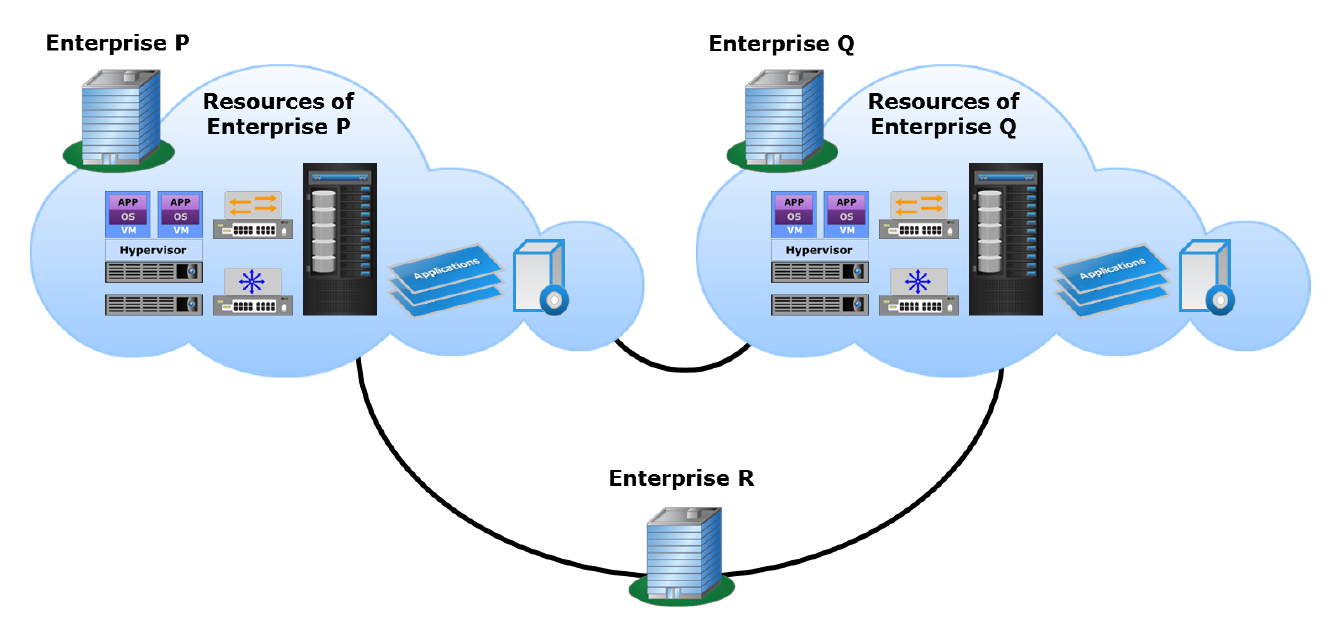 Enterprise P
Resources of
Enterprise P
APP
OS
VM
APP
OS
VM
Hypervisor
Applications
Enterprise Q
Resources of
Enterprise Q
APP
OS
VM
APP
OS
VM
Hypervisor
Applications
Enterprise R